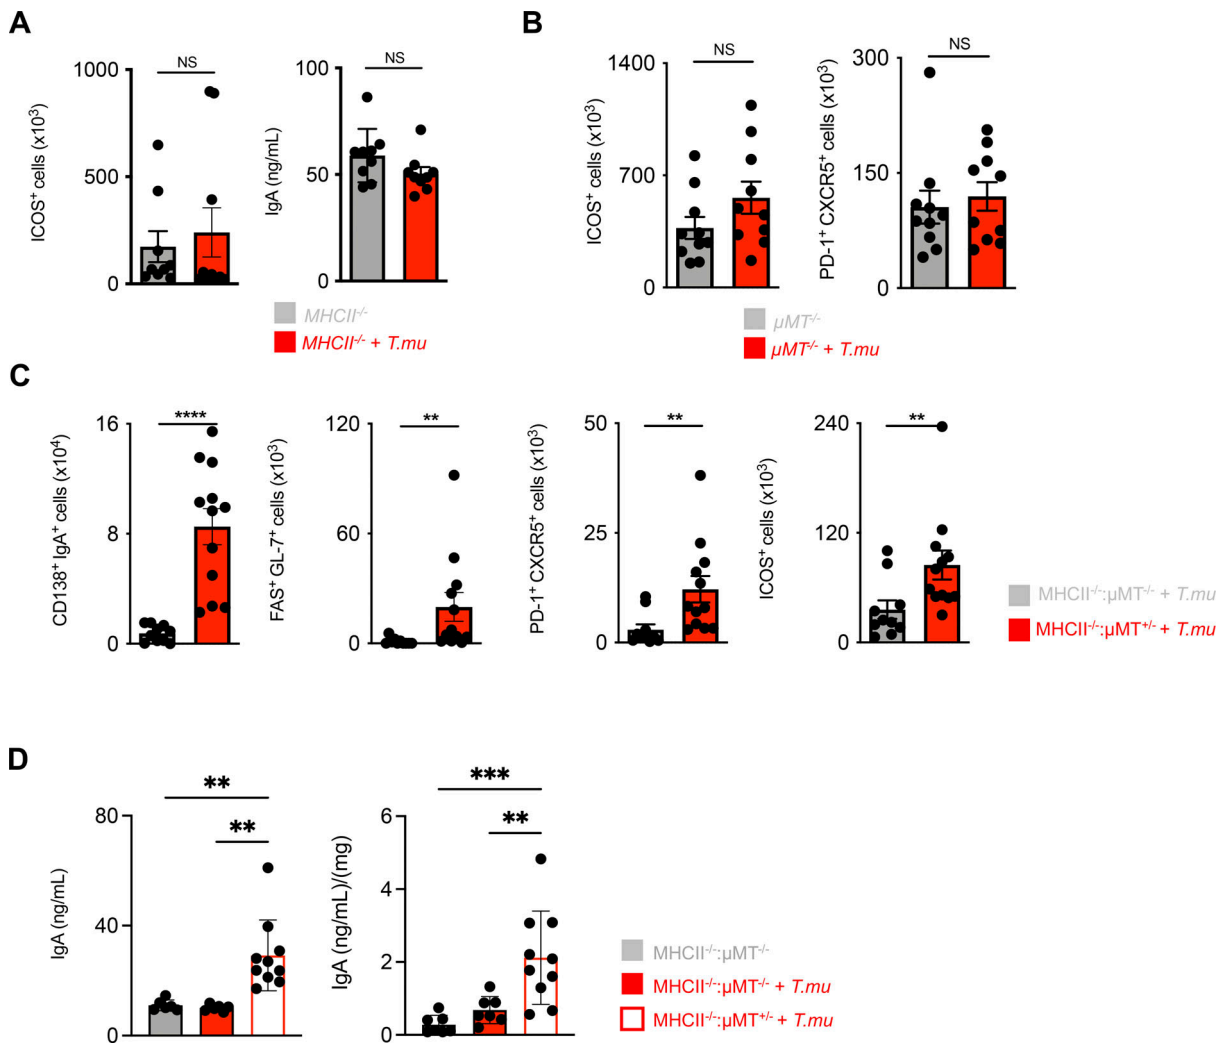 A
ICOS⁺ cells (x10³)
1000
500
0
NS
IgA (ng/mL)
100
50
0
NS
MHCII⁻/⁻
MHCII⁻/⁻ + T.mu
B
ICOS⁺ cells (x10³)
1400
700
0
NS
PD-1⁺ CXCR5⁺ cells (x10³)
300
150
0
NS
μMT⁻/⁻
μMT⁻/⁻ + T.mu
C
CD138⁺ IgA⁺ cells (x10⁴)
16
8
0
****
FAS⁺ GL-7⁺ cells (x10³)
120
60
0
**
PD-1⁺ CXCR5⁺ cells (x10³)
50
25
0
**
ICOS⁺ cells (x10³)
240
120
0
**
MHCII⁻/⁻:μMT⁻/⁻ + T.mu
MHCII⁻/⁻:μMT⁺/⁻ + T.mu
D
IgA (ng/mL)
80
40
0
**
**
IgA (ng/mL)/(mg)
6
4
2
0
***
**
MHCII⁻/⁻:μMT⁻/⁻
MHCII⁻/⁻:μMT⁻/⁻ + T.mu
MHCII⁻/⁻:μMT⁺/⁻ + T.mu